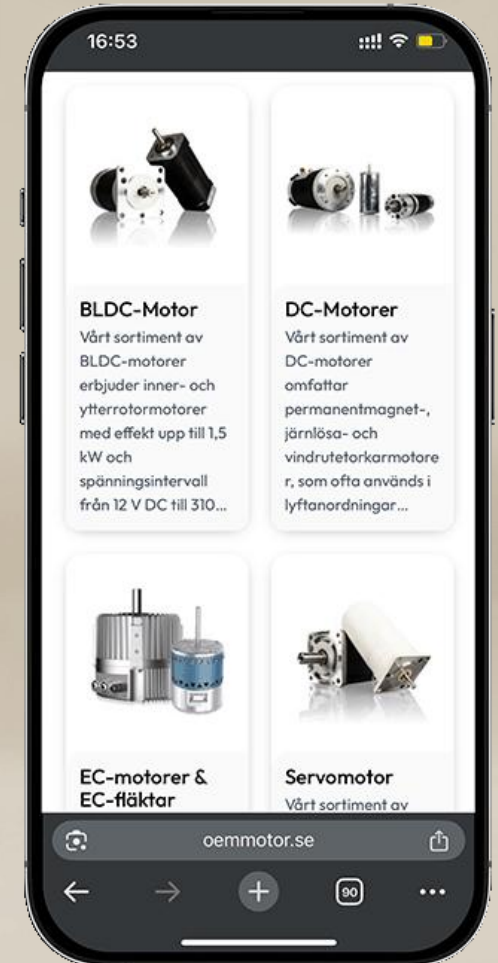 16:53
BLDC-Motor
Vårt sortiment av
BLDC-motorer
erbjuder inner- och
ytterrotormotorer
med effekt upp till 1,5
kW och
spänningsintervall
från 12 V DC till 310...
DC-Motorer
Vårt sortiment av
DC-motorer
omfattar
permanentmagnet-,
järnlösa- och
vindrutetorkarmotore
r, som ofta används i
lyftanordningar...
EC-motorer &
EC-fläktar
Servomotor
Vårt sortiment av
oemmotor.se
90